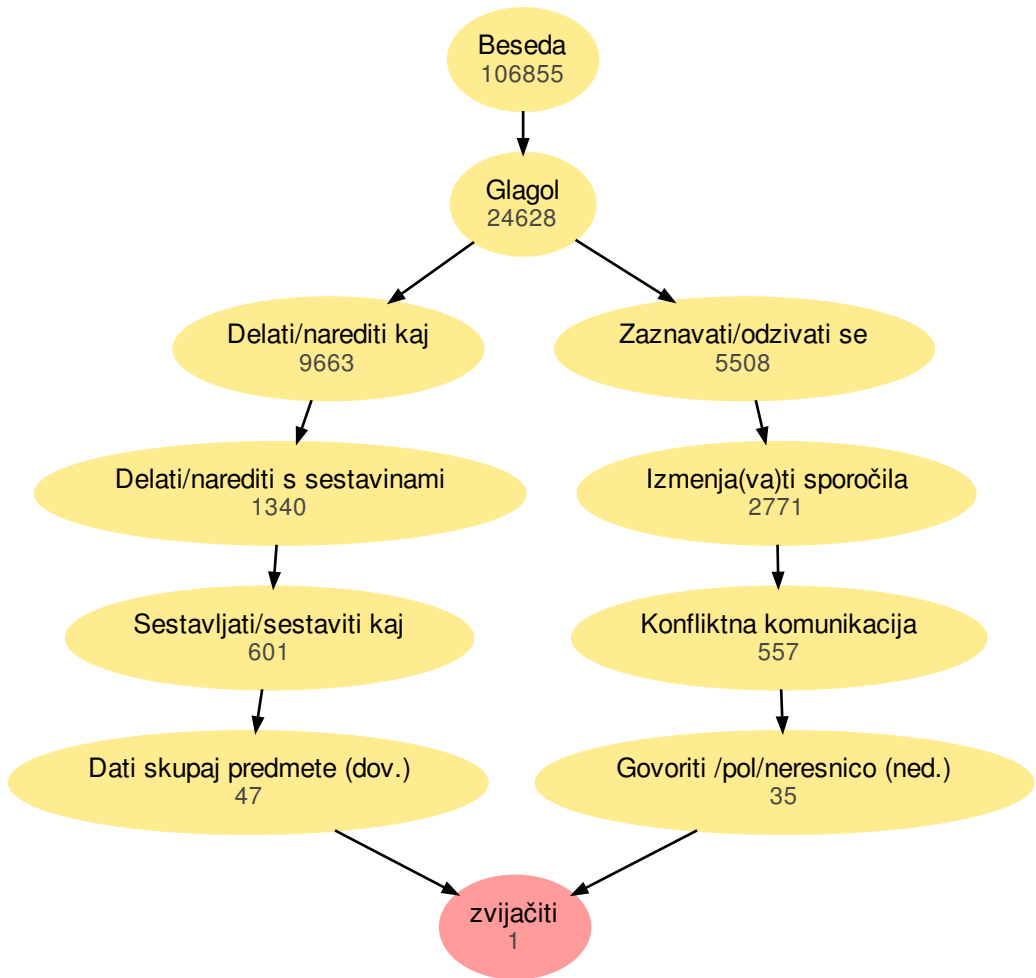 Beseda
106855
Glagol
24628
Delati/narediti kaj
9663
Zaznavati/odzivati se
5508
Delati/narediti s sestavinami
1340
Izmenja(va)ti sporočila
2771
Sestavljati/sestaviti kaj
601
Konfliktna komunikacija
557
Dati skupaj predmete (dov.)
47
Govoriti /pol/neresnico (ned.)
35
zvijačiti
1